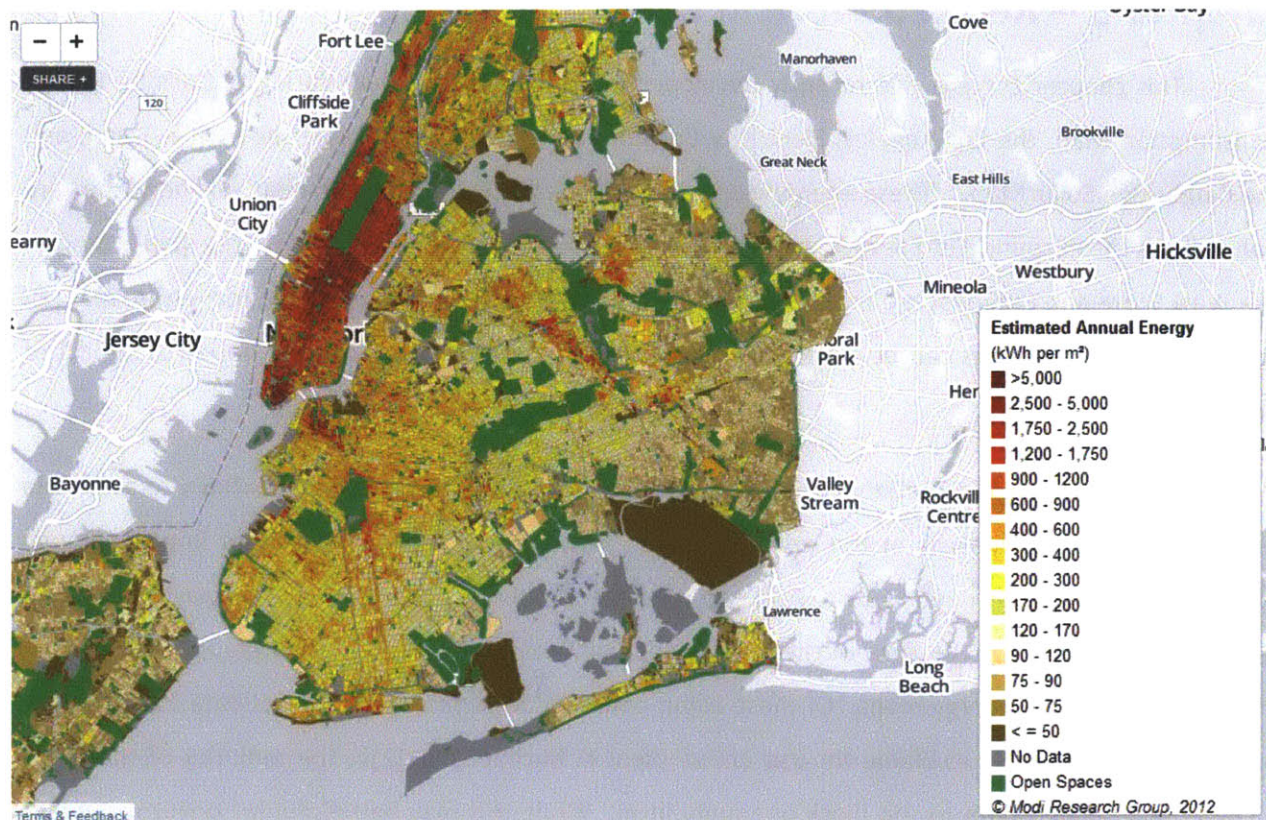 Fort Lee
Cove
Manorhaven
SHARE +
120
Cliffside
Park
Brookville
Great Neck
East Hills
Union
City
earny
Hicksville
Westbury
Mineola
Jersey City
Park
Bayonne
Valley
Stream
Centre
Lawrence
Long
Beach
Estimated Annual Energy
(kWh per m²)
>5,000
2,500 - 5,000
1,750 - 2,500
1,200 - 1,750
900 - 1200
600 - 900
400 - 600
300 - 400
200 - 300
170 - 200
120 - 170
90 - 120
75 - 90
50 - 75
< = 50
No Data
Open Spaces
© Modi Research Group, 2012
Terms & Feedback